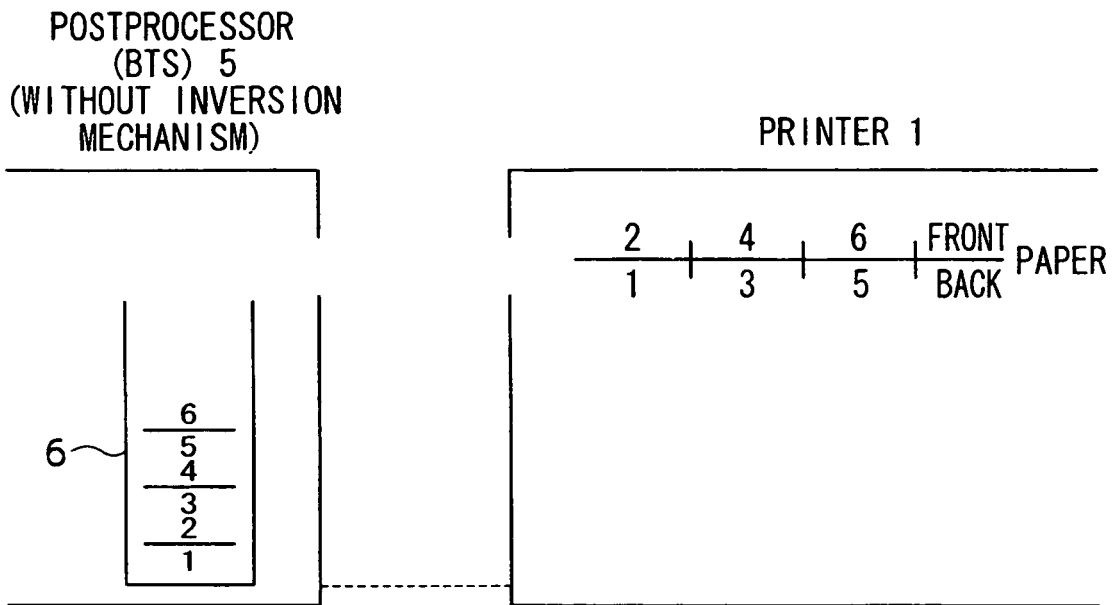 POSTPROCESSOR
(BTS) 5
(WITHOUT INVERSION
MECHANISM)
PRINTER 1
2 4 6 FRONT
PAPER
1 3 5 BACK
6
6
5
4
3
2
1